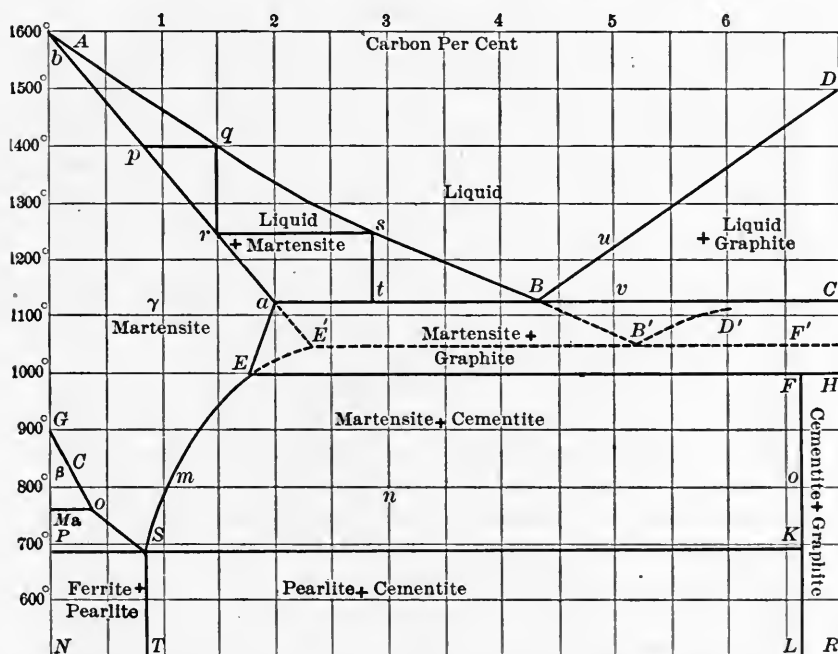 1 2 3 4 5 6
Carbon Per Cent
1600°
A
b
D
1500°
q
1400°
p
Liquid
1300°
Liquid
+ Martensite
s
u
+ Liquid
Graphite
r
1200°
a
t
B
v
C
1100°
γ
Martensite
E'
Martensite +
Graphite
B'
D'
F'
E
1000°
F
H
G
Martensite + Cementite
900°
C
β
m
n
o
800°
o
Ma
P
S
K
700°
Cementite + Graphite
Ferrite +
Pearlite
Pearlite + Cementite
600°
N
T
L
R